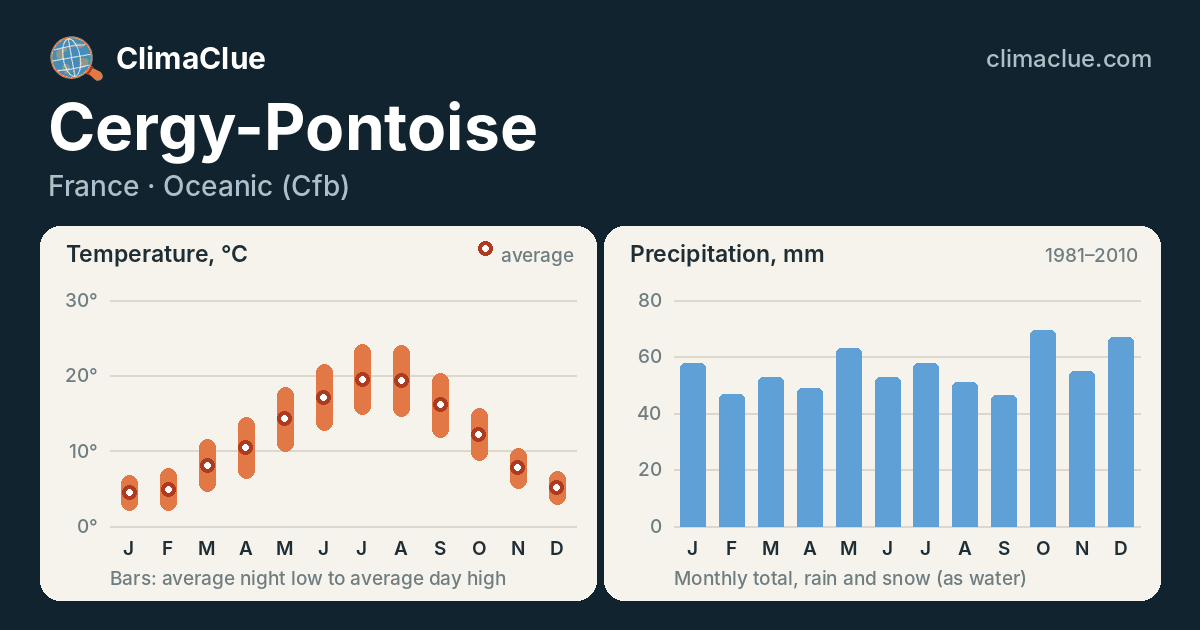 ClimaClue
climaclue.com
Cergy-Pontoise
France · Oceanic (Cfb)
Temperature, °C
average
30°
20°
10°
0°
J F M A M J J A S O N D
Bars: average night low to average day high
Precipitation, mm
1981–2010
80
60
40
20
0
J F M A M J J A S O N D
Monthly total, rain and snow (as water)